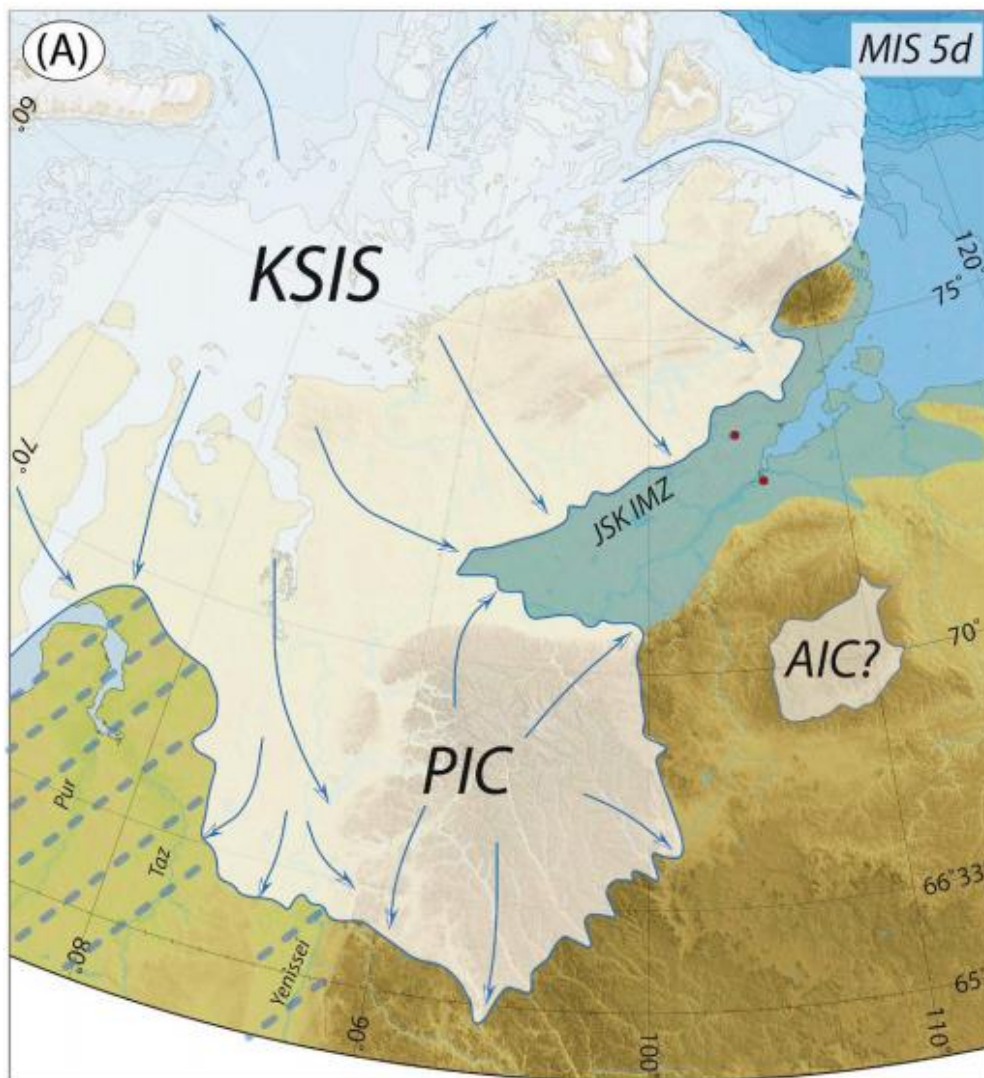 (A)
MIS 5d
60°
KSIS
120°
75°
70°
JSK IMZ
AIC?
70°
PIC
Pur
Taz
66°33
80°
Yenissei
65°
90°
100°
110°